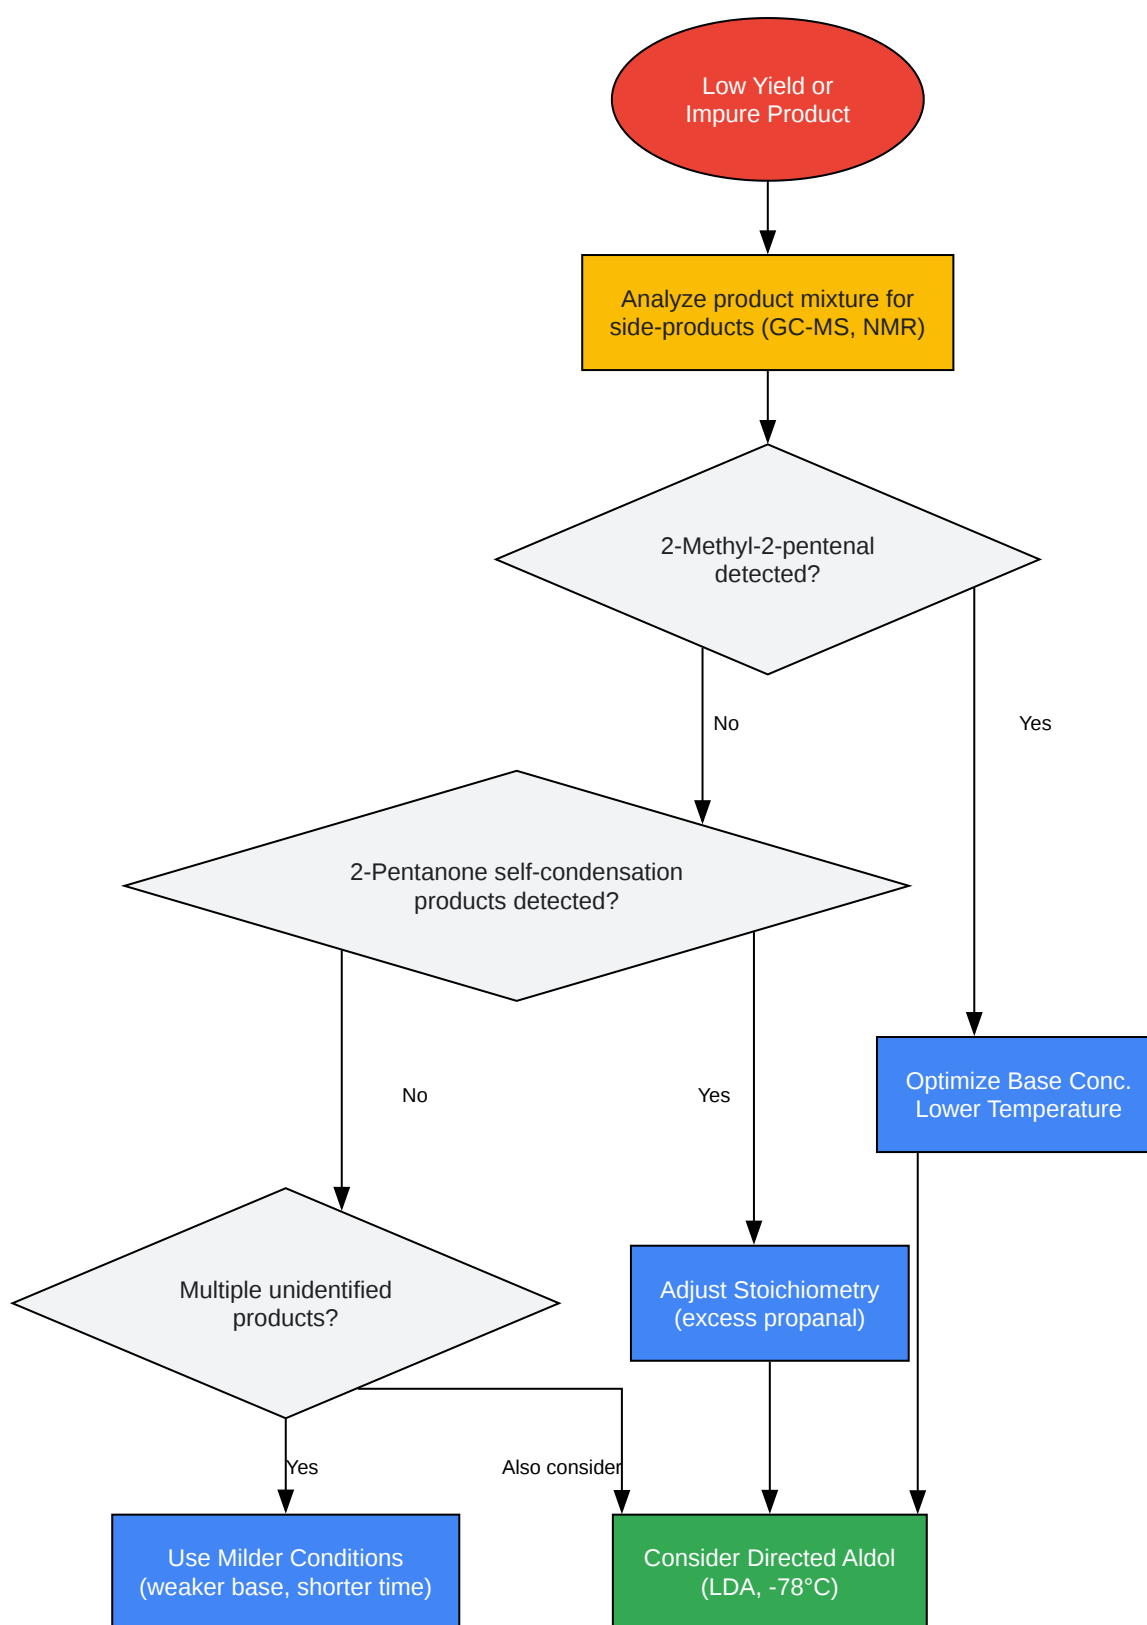 Low Yield or
Impure Product
Analyze product mixture for
side-products (GC-MS, NMR)
2-Methyl-2-pentenal
detected?
No
Yes
2-Pentanone self-condensation
products detected?
No
Yes
Optimize Base Conc.
Lower Temperature
Multiple unidentified
products?
Adjust Stoichiometry
(excess propanal)
Yes
Also consider
Use Milder Conditions
(weaker base, shorter time)
Consider Directed Aldol
(LDA, -78°C)